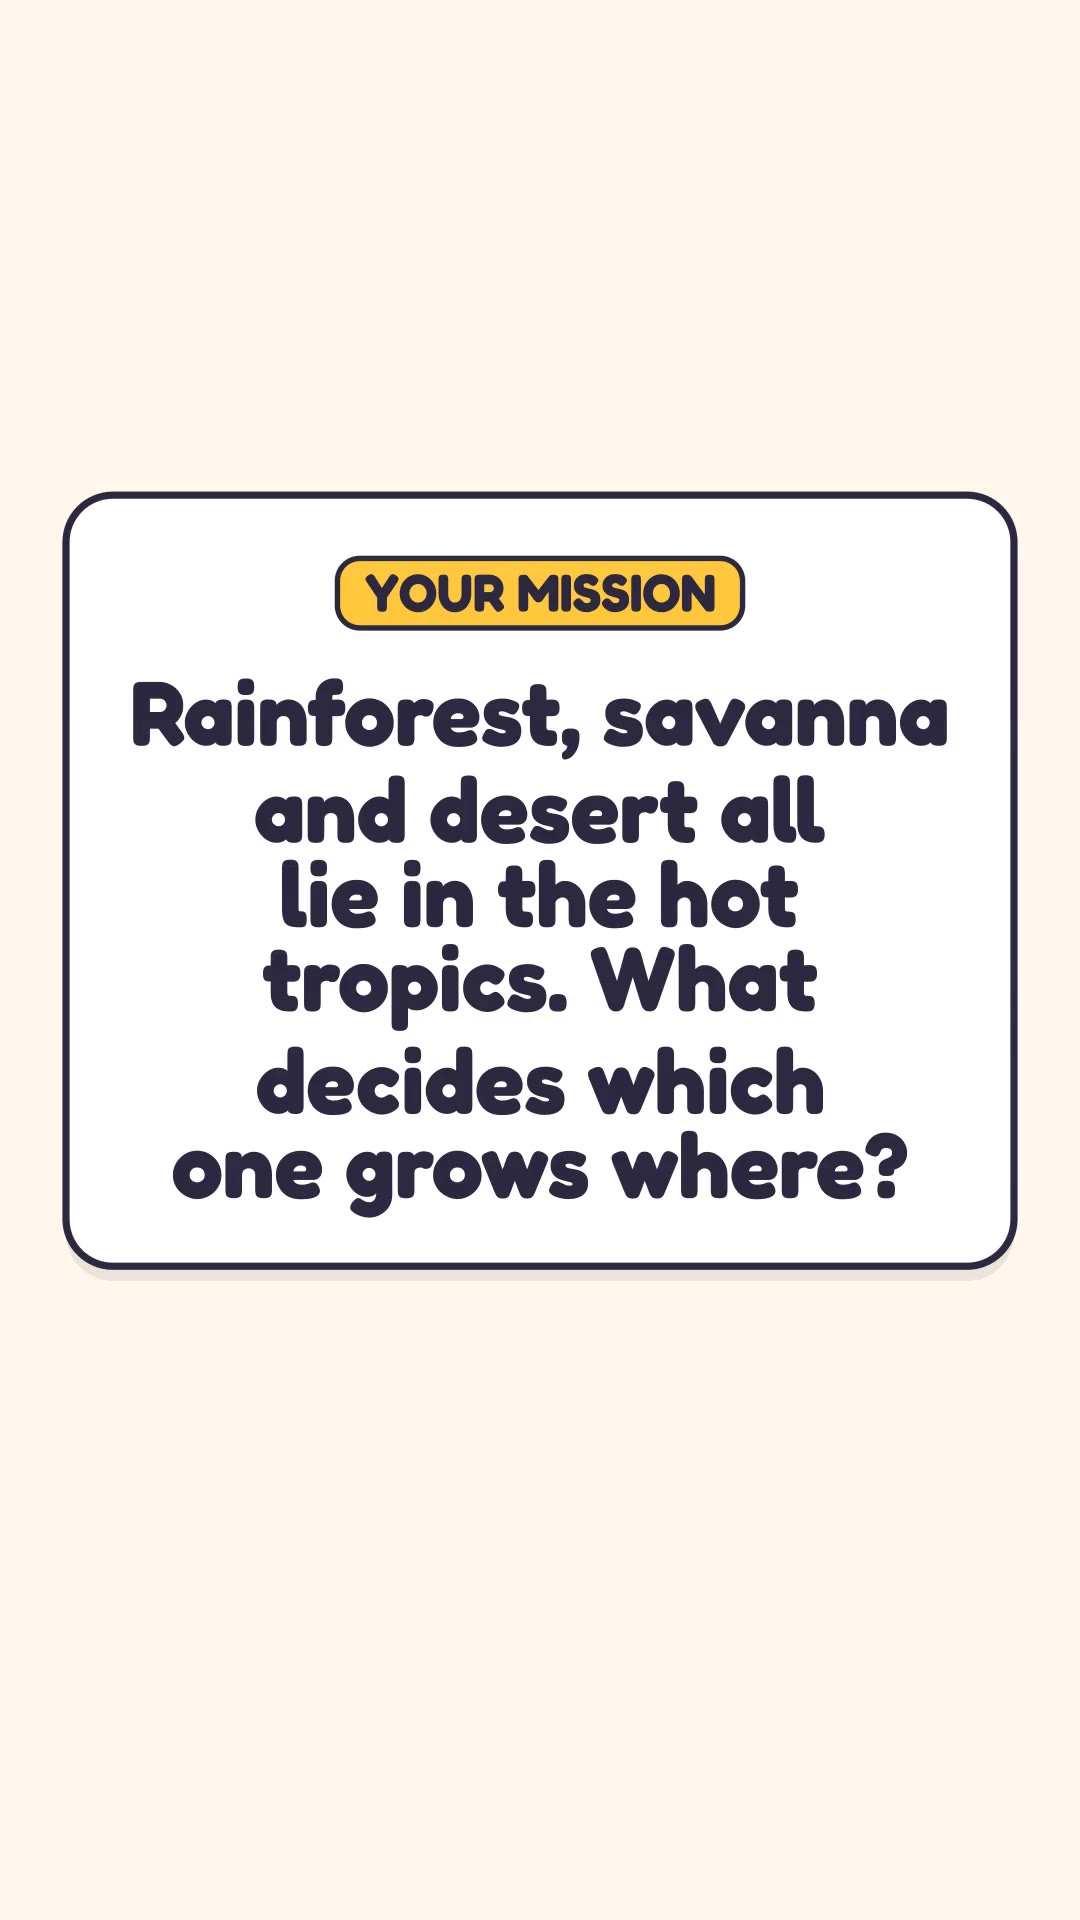 YOUR MISSION
Rainforest, savanna
and desert all
lie in the hot
tropics. What
decides which
one grows where?